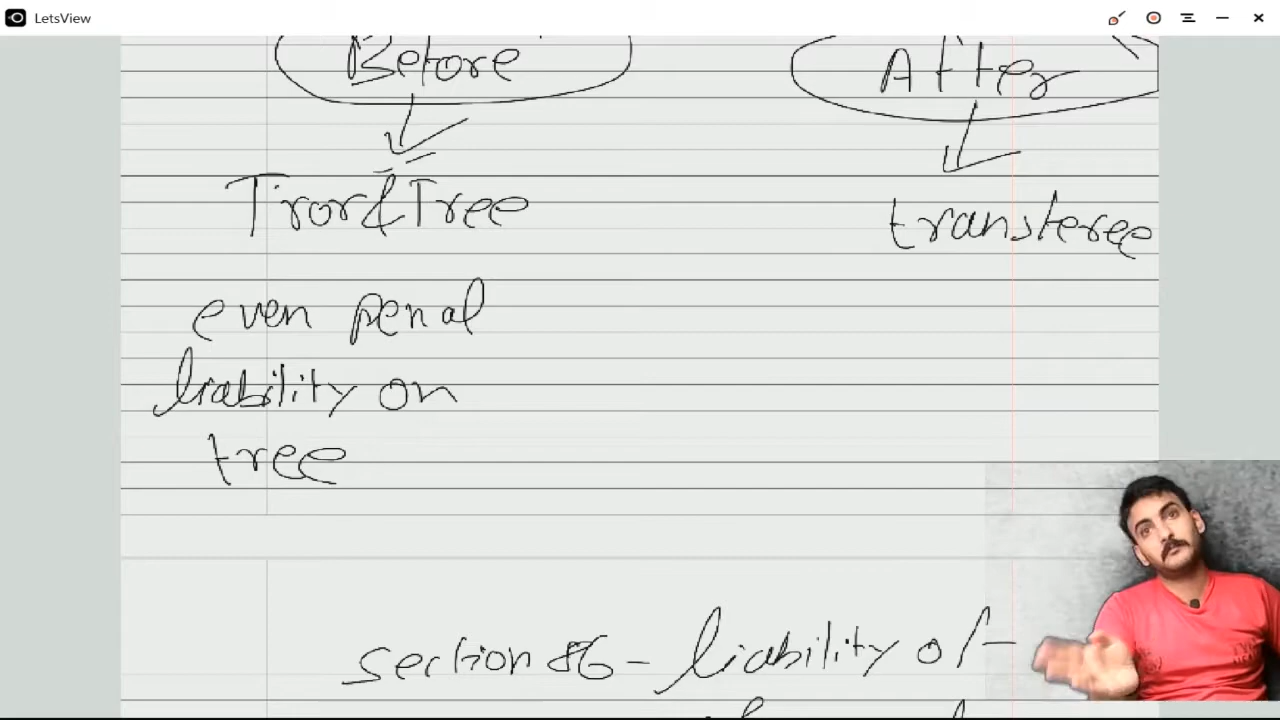 LetsView
Before
After
Tror & Tree
transferee
even penal
liability on
tree
section 86 - liability of